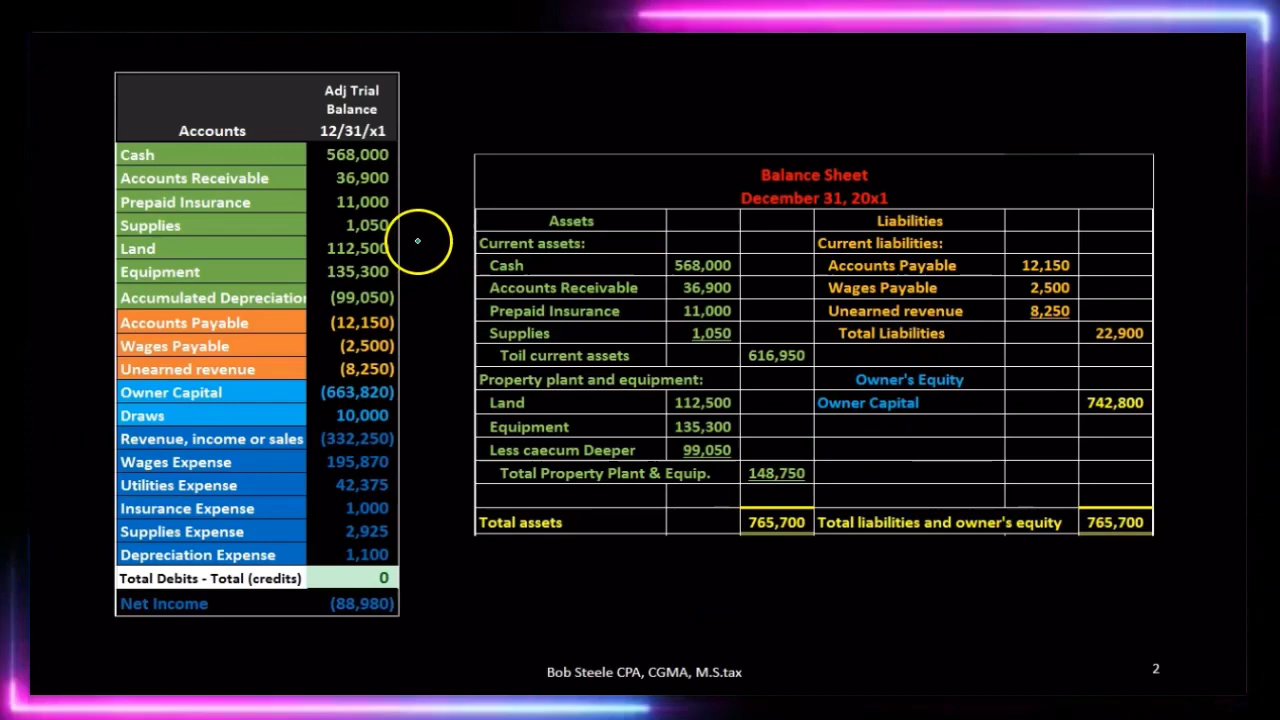 Adj Trial
Balance
Accounts 12/31/x1
Cash 568,000
Accounts Receivable 36,900
Prepaid Insurance 11,000
Supplies 1,050
Land 112,500
Equipment 135,300
Accumulated Depreciation (99,050)
Accounts Payable (12,150)
Wages Payable (2,500)
Unearned revenue (8,250)
Owner Capital (663,820)
Draws 10,000
Revenue, income or sales (332,250)
Wages Expense 195,870
Utilities Expense 42,375
Insurance Expense 1,000
Supplies Expense 2,925
Depreciation Expense 1,100
Total Debits - Total (credits) 0
Net Income (88,980)
Balance Sheet
December 31, 20x1
Assets Liabilities
Current assets: Current liabilities:
Cash 568,000 Accounts Payable 12,150
Accounts Receivable 36,900 Wages Payable 2,500
Prepaid Insurance 11,000 Unearned revenue 8,250
Supplies 1,050 Total Liabilities 22,900
Toil current assets 616,950
Property plant and equipment: Owner's Equity
Land 112,500 Owner Capital 742,800
Equipment 135,300
Less caecum Deeper 99,050
Total Property Plant & Equip. 148,750
Total assets 765,700 Total liabilities and owner's equity 765,700
Bob Steele CPA, CGMA, M.S.tax
2